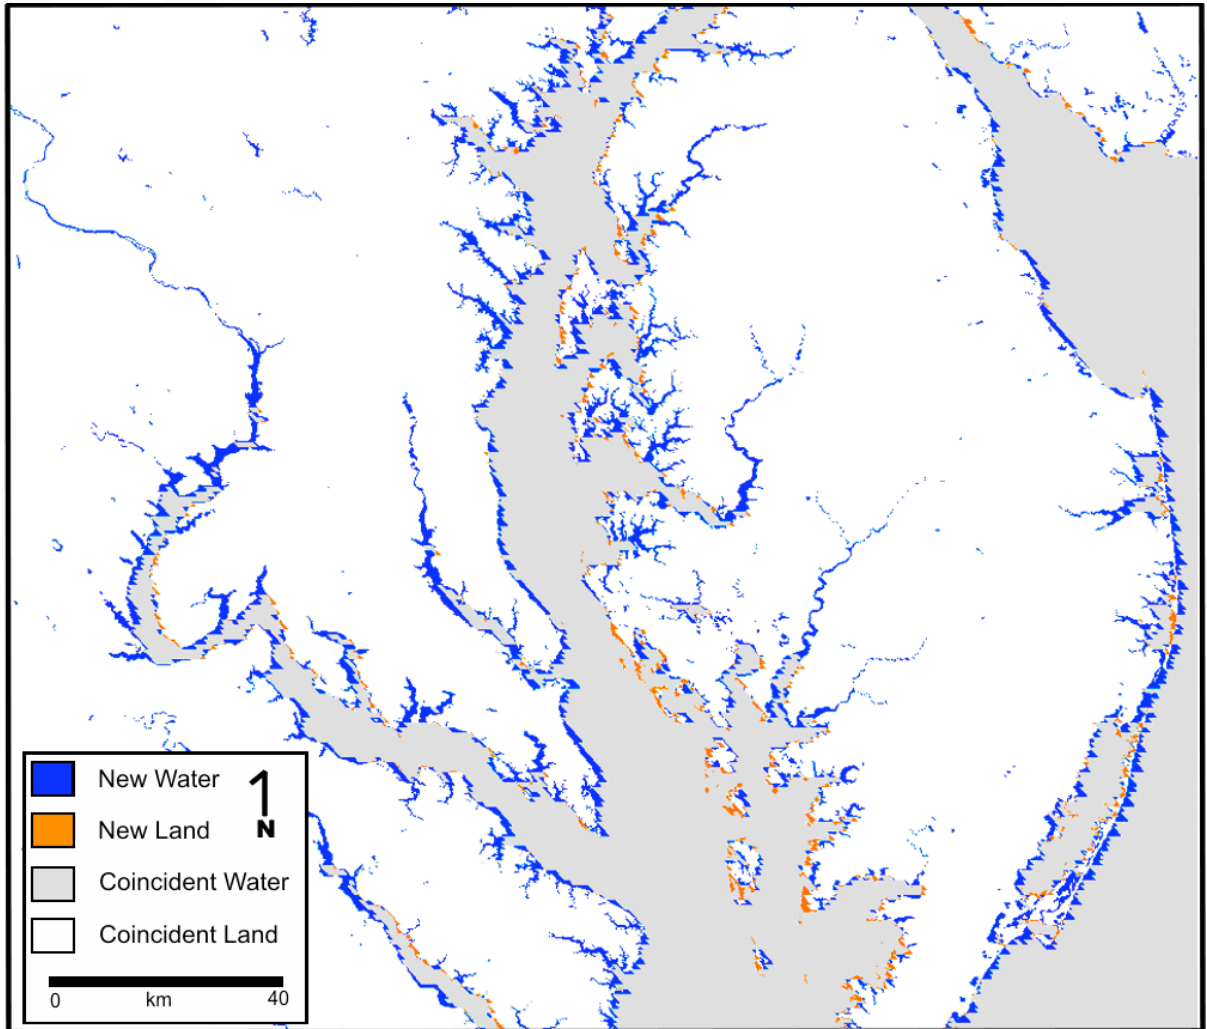 New Water
N
New Land
Coincident Water
Coincident Land
0 km 40